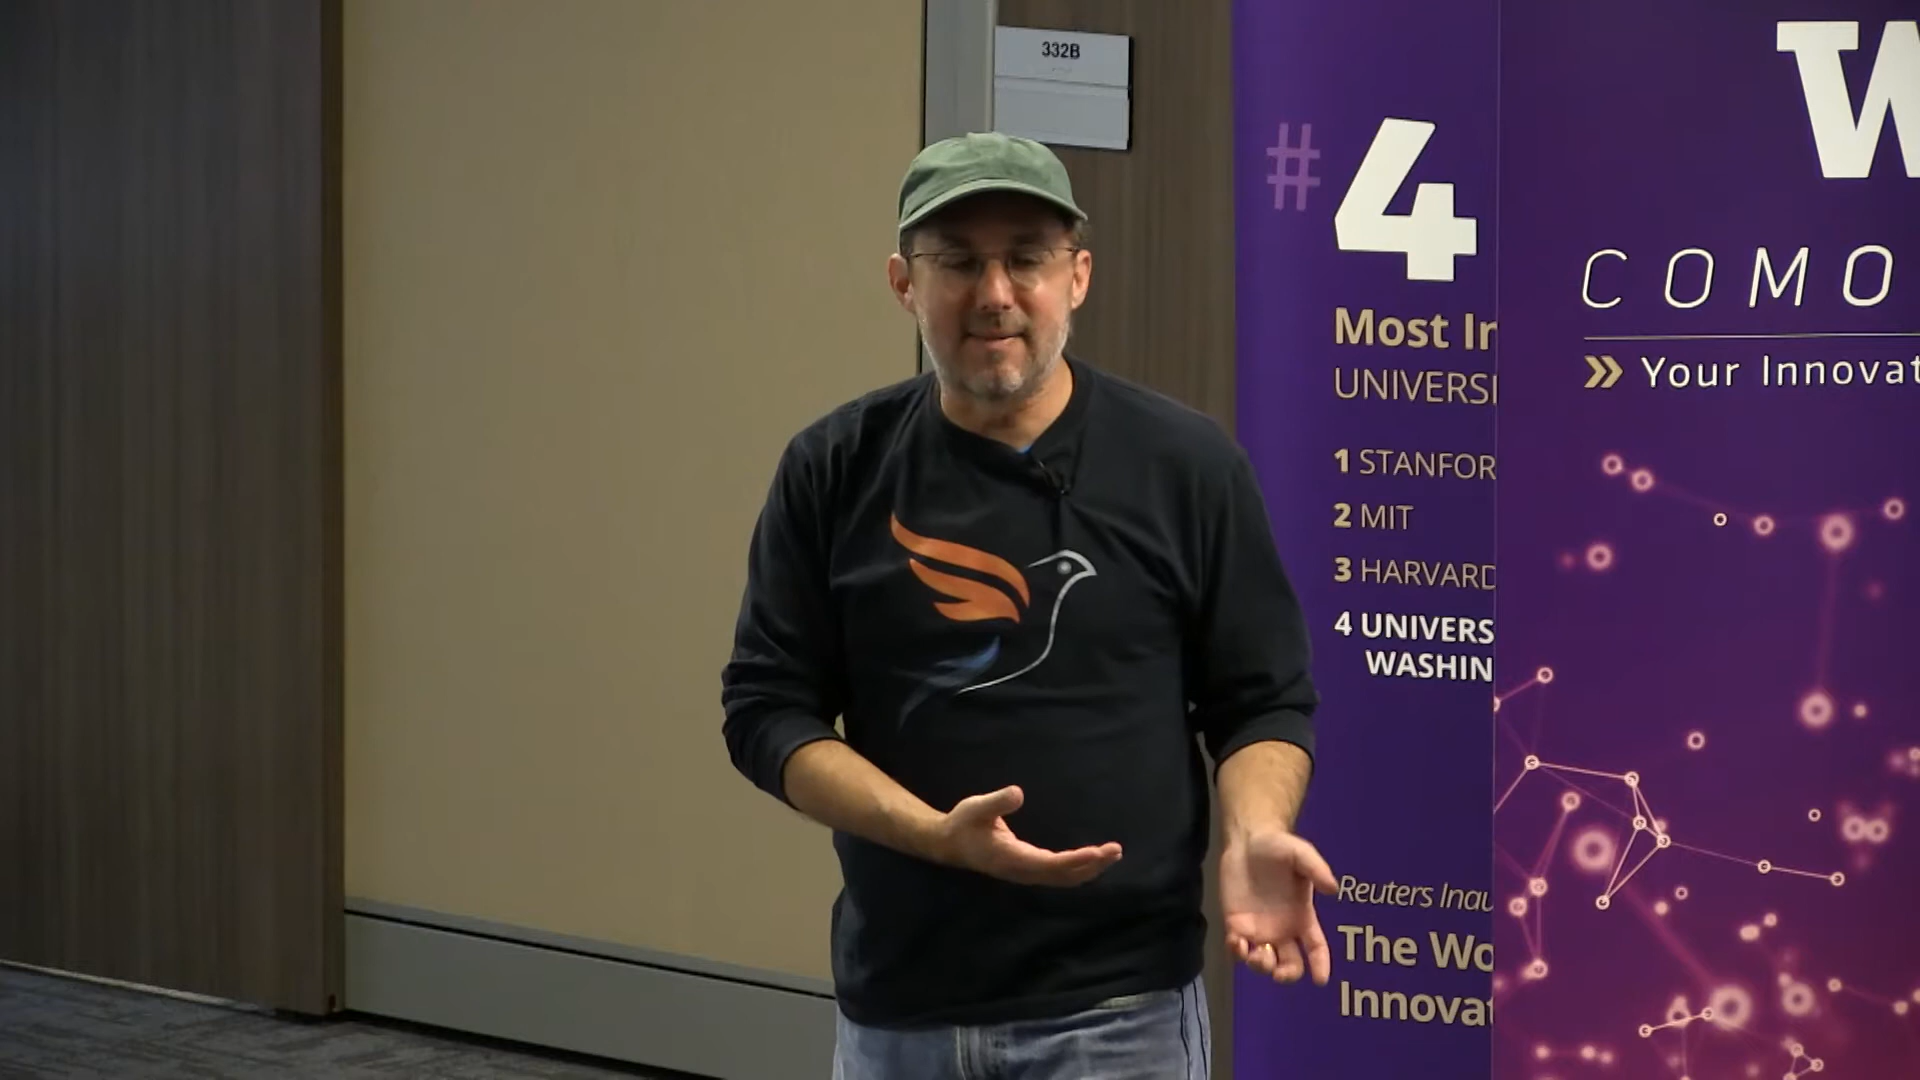 332B
#4
Most In
UNIVERSI
1 STANFOR
2 MIT
3 HARVARD
4 UNIVERS
WASHIN
Reuters Inau
The Wo
Innovat
W
COMO
Your Innovat